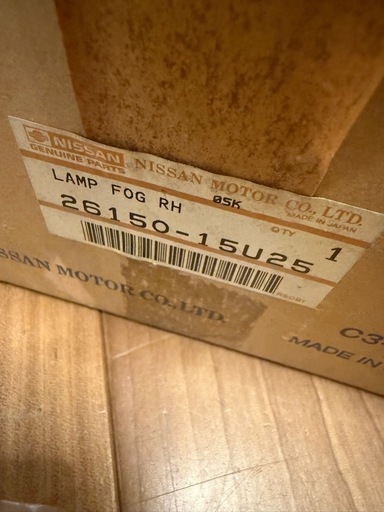 NISSAN
GENUINE PARTS
NISSAN MOTOR CO., LTD.
MADE IN JAPAN
LAMP FOG RH 05K
QTY 1
26150-15U25
SSAN MOTOR CO., LTD.
MADE IN